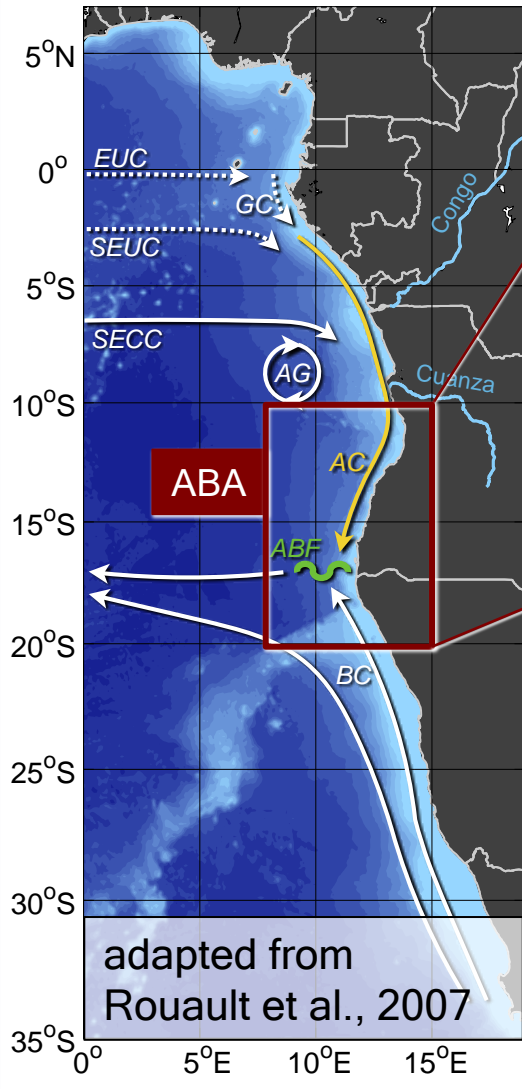 5°N
EUC
0°
GC
Congo
SEUC
5°S
SECC
AG
Cuanza
10°S
AC
ABA
15°S
ABF
20°S
BC
25°S
30°S
adapted from
Rouault et al., 2007
35°S
0° 5°E 10°E 15°E